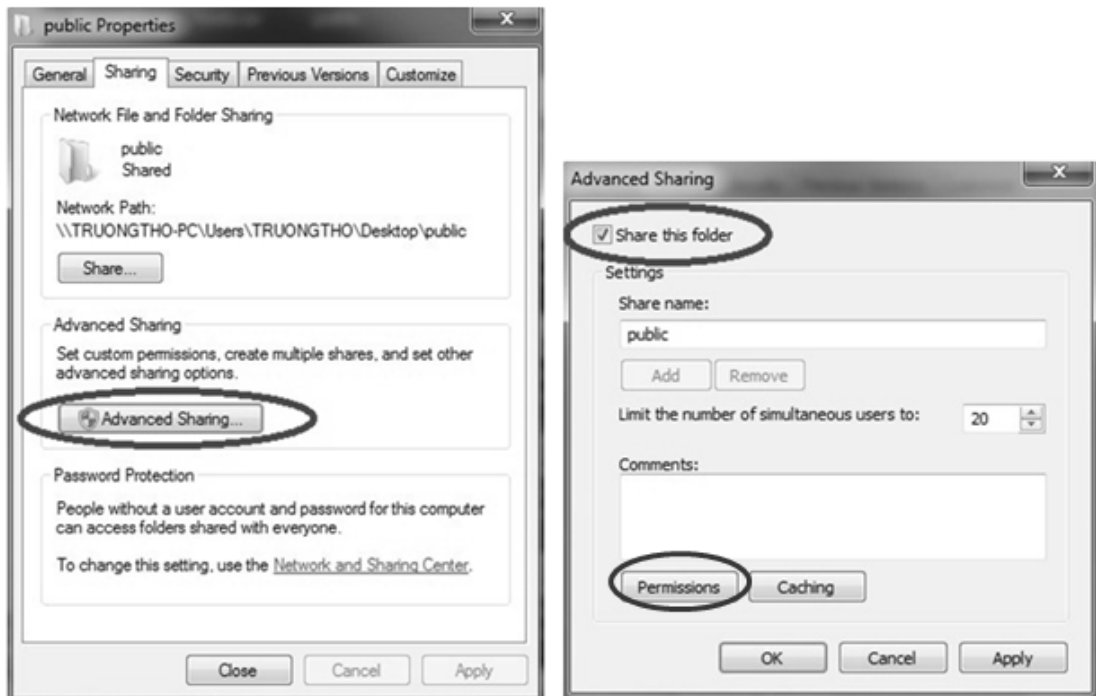 public Properties
General
Sharing
Security
Previous Versions
Customize
Network File and Folder Sharing
public
Shared
Network Path:
\\TRUONGTHO-PC\Users\TRUONGTHO\Desktop\public
Share...
Advanced Sharing
Set custom permissions, create multiple shares, and set other
advanced sharing options.
Advanced Sharing...
Password Protection
People without a user account and password for this computer
can access folders shared with everyone.
To change this setting, use the Network and Sharing Center.
Close
Cancel
Apply
Advanced Sharing
Share this folder
Settings
Share name:
public
Add
Remove
Limit the number of simultaneous users to:
20
Comments:
Permissions
Caching
OK
Cancel
Apply